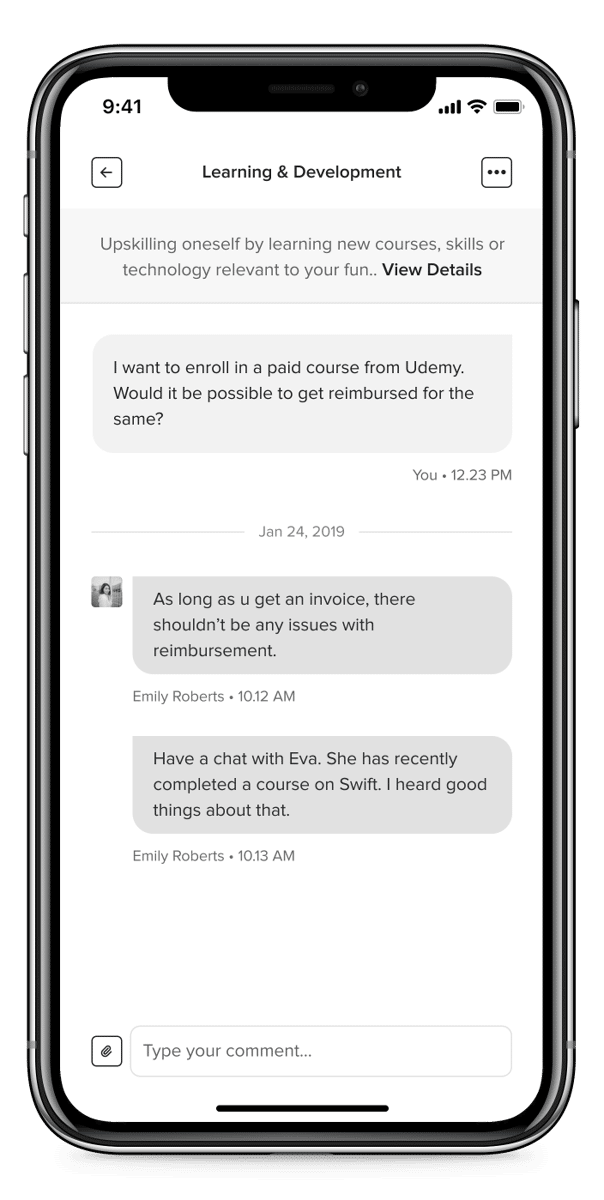 9:41
Learning & Development
Upskilling oneself by learning new courses, skills or
technology relevant to your fun.. View Details
I want to enroll in a paid course from Udemy.
Would it be possible to get reimbursed for the
same?
You • 12.23 PM
Jan 24, 2019
As long as u get an invoice, there
shouldn’t be any issues with
reimbursement.
Emily Roberts • 10.12 AM
Have a chat with Eva. She has recently
completed a course on Swift. I heard good
things about that.
Emily Roberts • 10.13 AM
Type your comment...